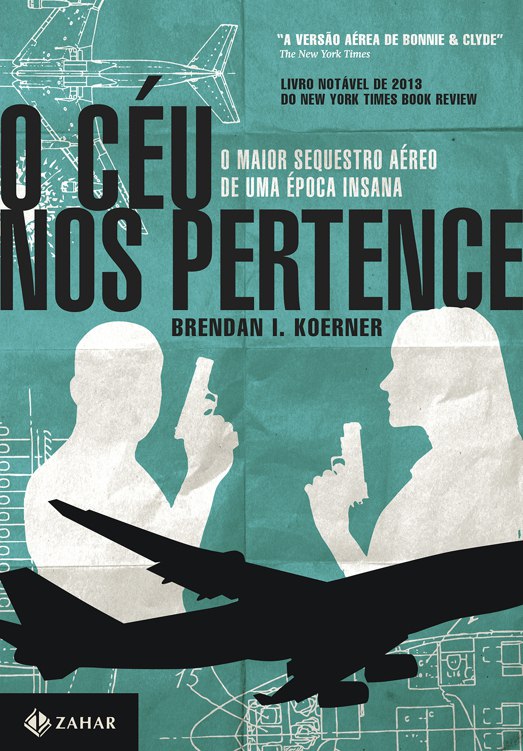 “A VERSÃO AÉREA DE BONNIE & CLYDE”
The New York Times
LIVRO NOTÁVEL DE 2013
DO NEW YORK TIMES BOOK REVIEW
O CÉU
NOS PERTENCE
O MAIOR SEQUESTRO AÉREO
DE UMA ÉPOCA INSANA
BRENDAN I. KOERNER
15
ZAHAR